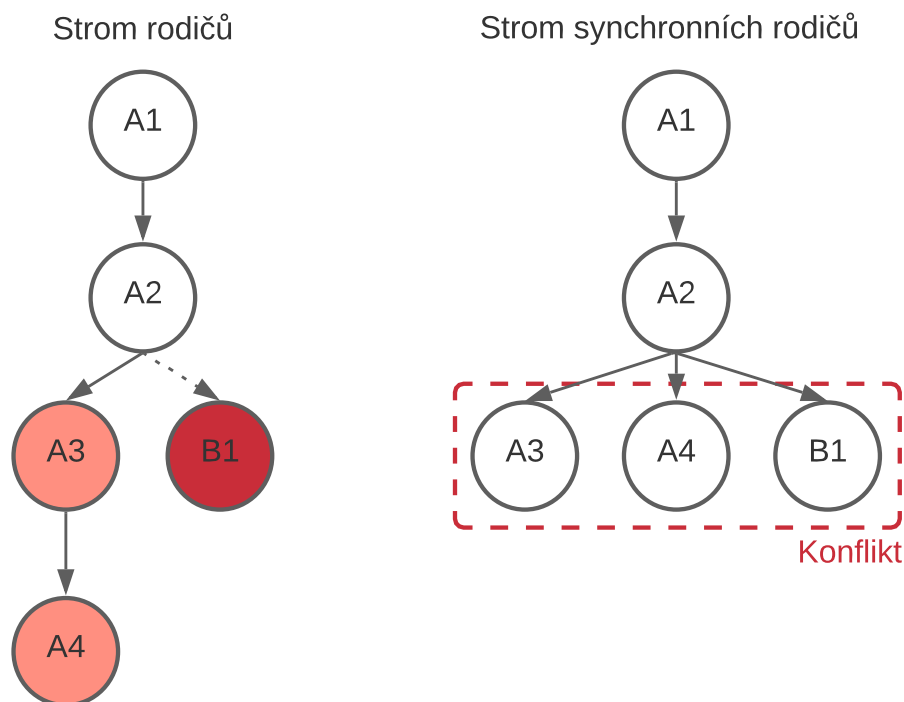 Strom rodičů
A1
A2
A3
B1
A4
Strom synchronních rodičů
A1
A2
A3
A4
B1
Konflikt